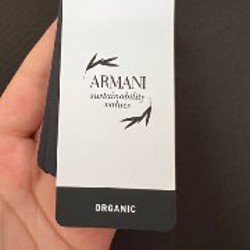 ARMANI
sustainability
values
ORGANIC